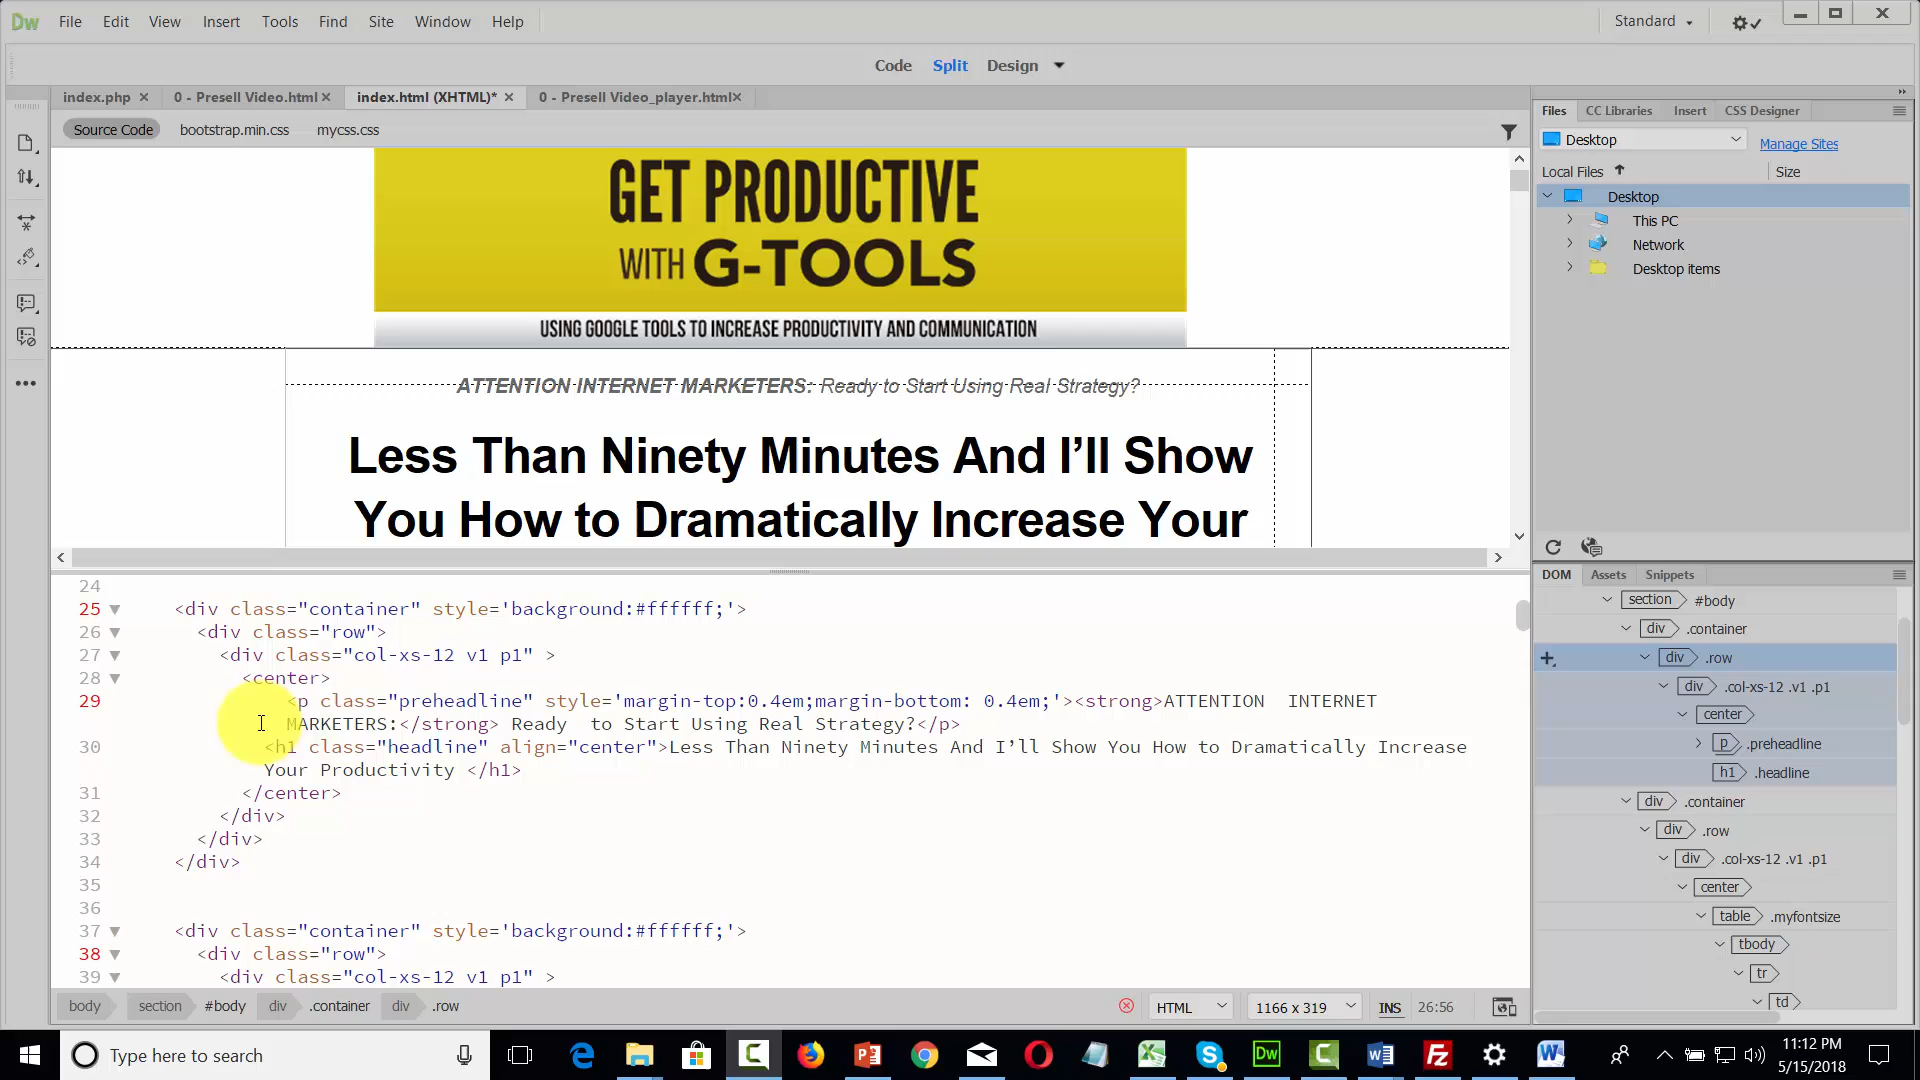 Dw File Edit View Insert Tools Find Site Window Help Standard
Code Split Design
index.php 0 - Presell Video.html index.html (XHTML)* 0 - Presell Video_player.html
Source Code bootstrap.min.css mycss.css
GET PRODUCTIVE
WITH G-TOOLS
USING GOOGLE TOOLS TO INCREASE PRODUCTIVITY AND COMMUNICATION
ATTENTION INTERNET MARKETERS: Ready to Start Using Real Strategy?
Less Than Ninety Minutes And I’ll Show
You How to Dramatically Increase Your
24
25 <div class="container" style='background:#ffffff;'>
26 <div class="row">
27 <div class="col-xs-12 v1 p1" >
28 <center>
29 <p class="preheadline" style='margin-top:0.4em;margin-bottom: 0.4em;'><strong>ATTENTION INTERNET
MARKETERS:</strong> Ready to Start Using Real Strategy?</p>
30 <h1 class="headline" align="center">Less Than Ninety Minutes And I’ll Show You How to Dramatically Increase
Your Productivity </h1>
31 </center>
32 </div>
33 </div>
34 </div>
35
36
37 <div class="container" style='background:#ffffff;'>
38 <div class="row">
39 <div class="col-xs-12 v1 p1" >
body section #body div .container div .row HTML 1166 x 319 INS 26:56
Files CC Libraries Insert CSS Designer
Desktop Manage Sites
Local Files Size
Desktop
This PC
Network
Desktop items
DOM Assets Snippets
section #body
div .container
div .row
div .col-xs-12 .v1 .p1
center
p .preheadline
h1 .headline
div .container
div .row
div .col-xs-12 .v1 .p1
center
table .myfontsize
tbody
tr
td
Type here to search
11:12 PM
5/15/2018